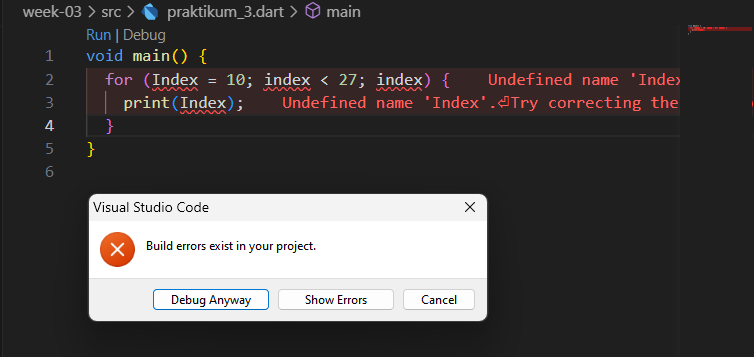 week-03 > src > praktikum_3.dart > main
Run | Debug
1 void main() {
2 for (Index = 10; index < 27; index) { Undefined name 'Index
3 print(Index); Undefined name 'Index'.⏎Try correcting the
4 }
5 }
6
Visual Studio Code
Build errors exist in your project.
Debug Anyway Show Errors Cancel